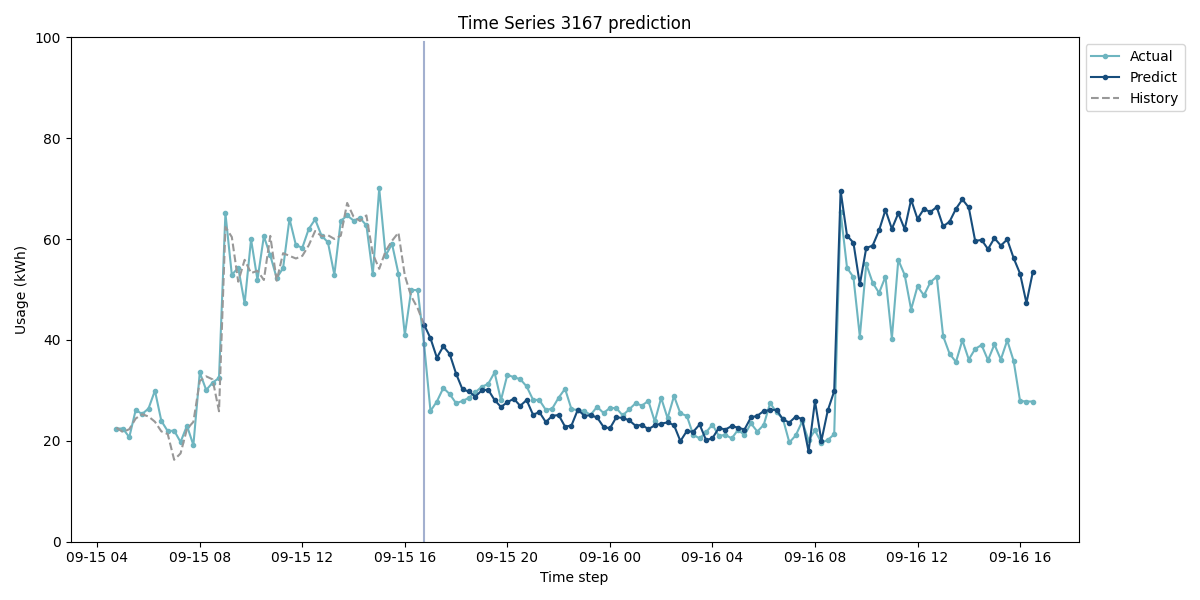 Time Series 3167 prediction
100
80
60
40
20
0
Usage (kWh)
09-15 04
09-15 08
09-15 12
09-15 16
09-15 20
09-16 00
09-16 04
09-16 08
09-16 12
09-16 16
Time step
Actual
Predict
History